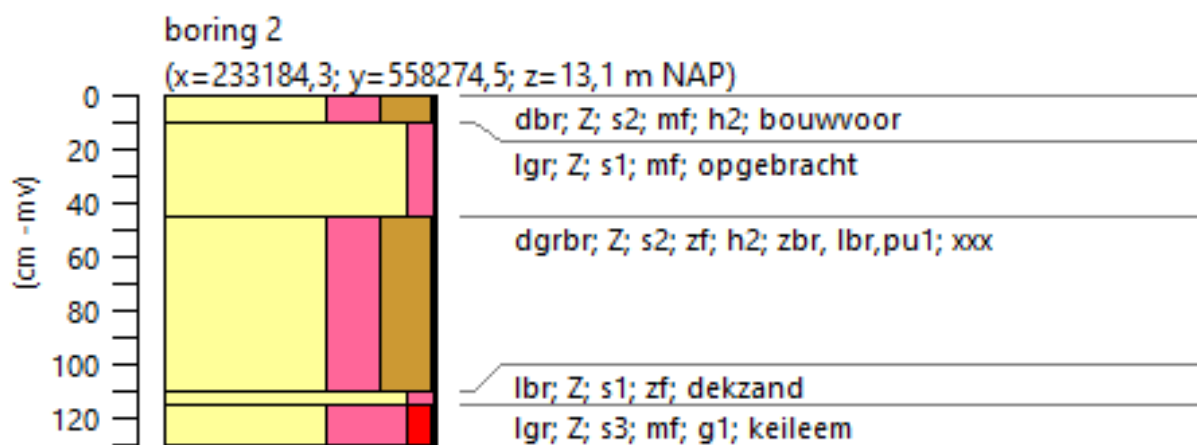 boring 2
(x=233184,3; y=558274,5; z=13,1 m NAP)
0
dbr; Z; s2; mf; h2; bouwvoor
20
lgr; Z; s1; mf; opgebracht
40
dgrbr; Z; s2; zf; h2; zbr, lbr,pu1; xxx
60
80
100
lbr; Z; s1; zf; dekzand
120
lgr; Z; s3; mf; g1; keileem
(cm -mv)